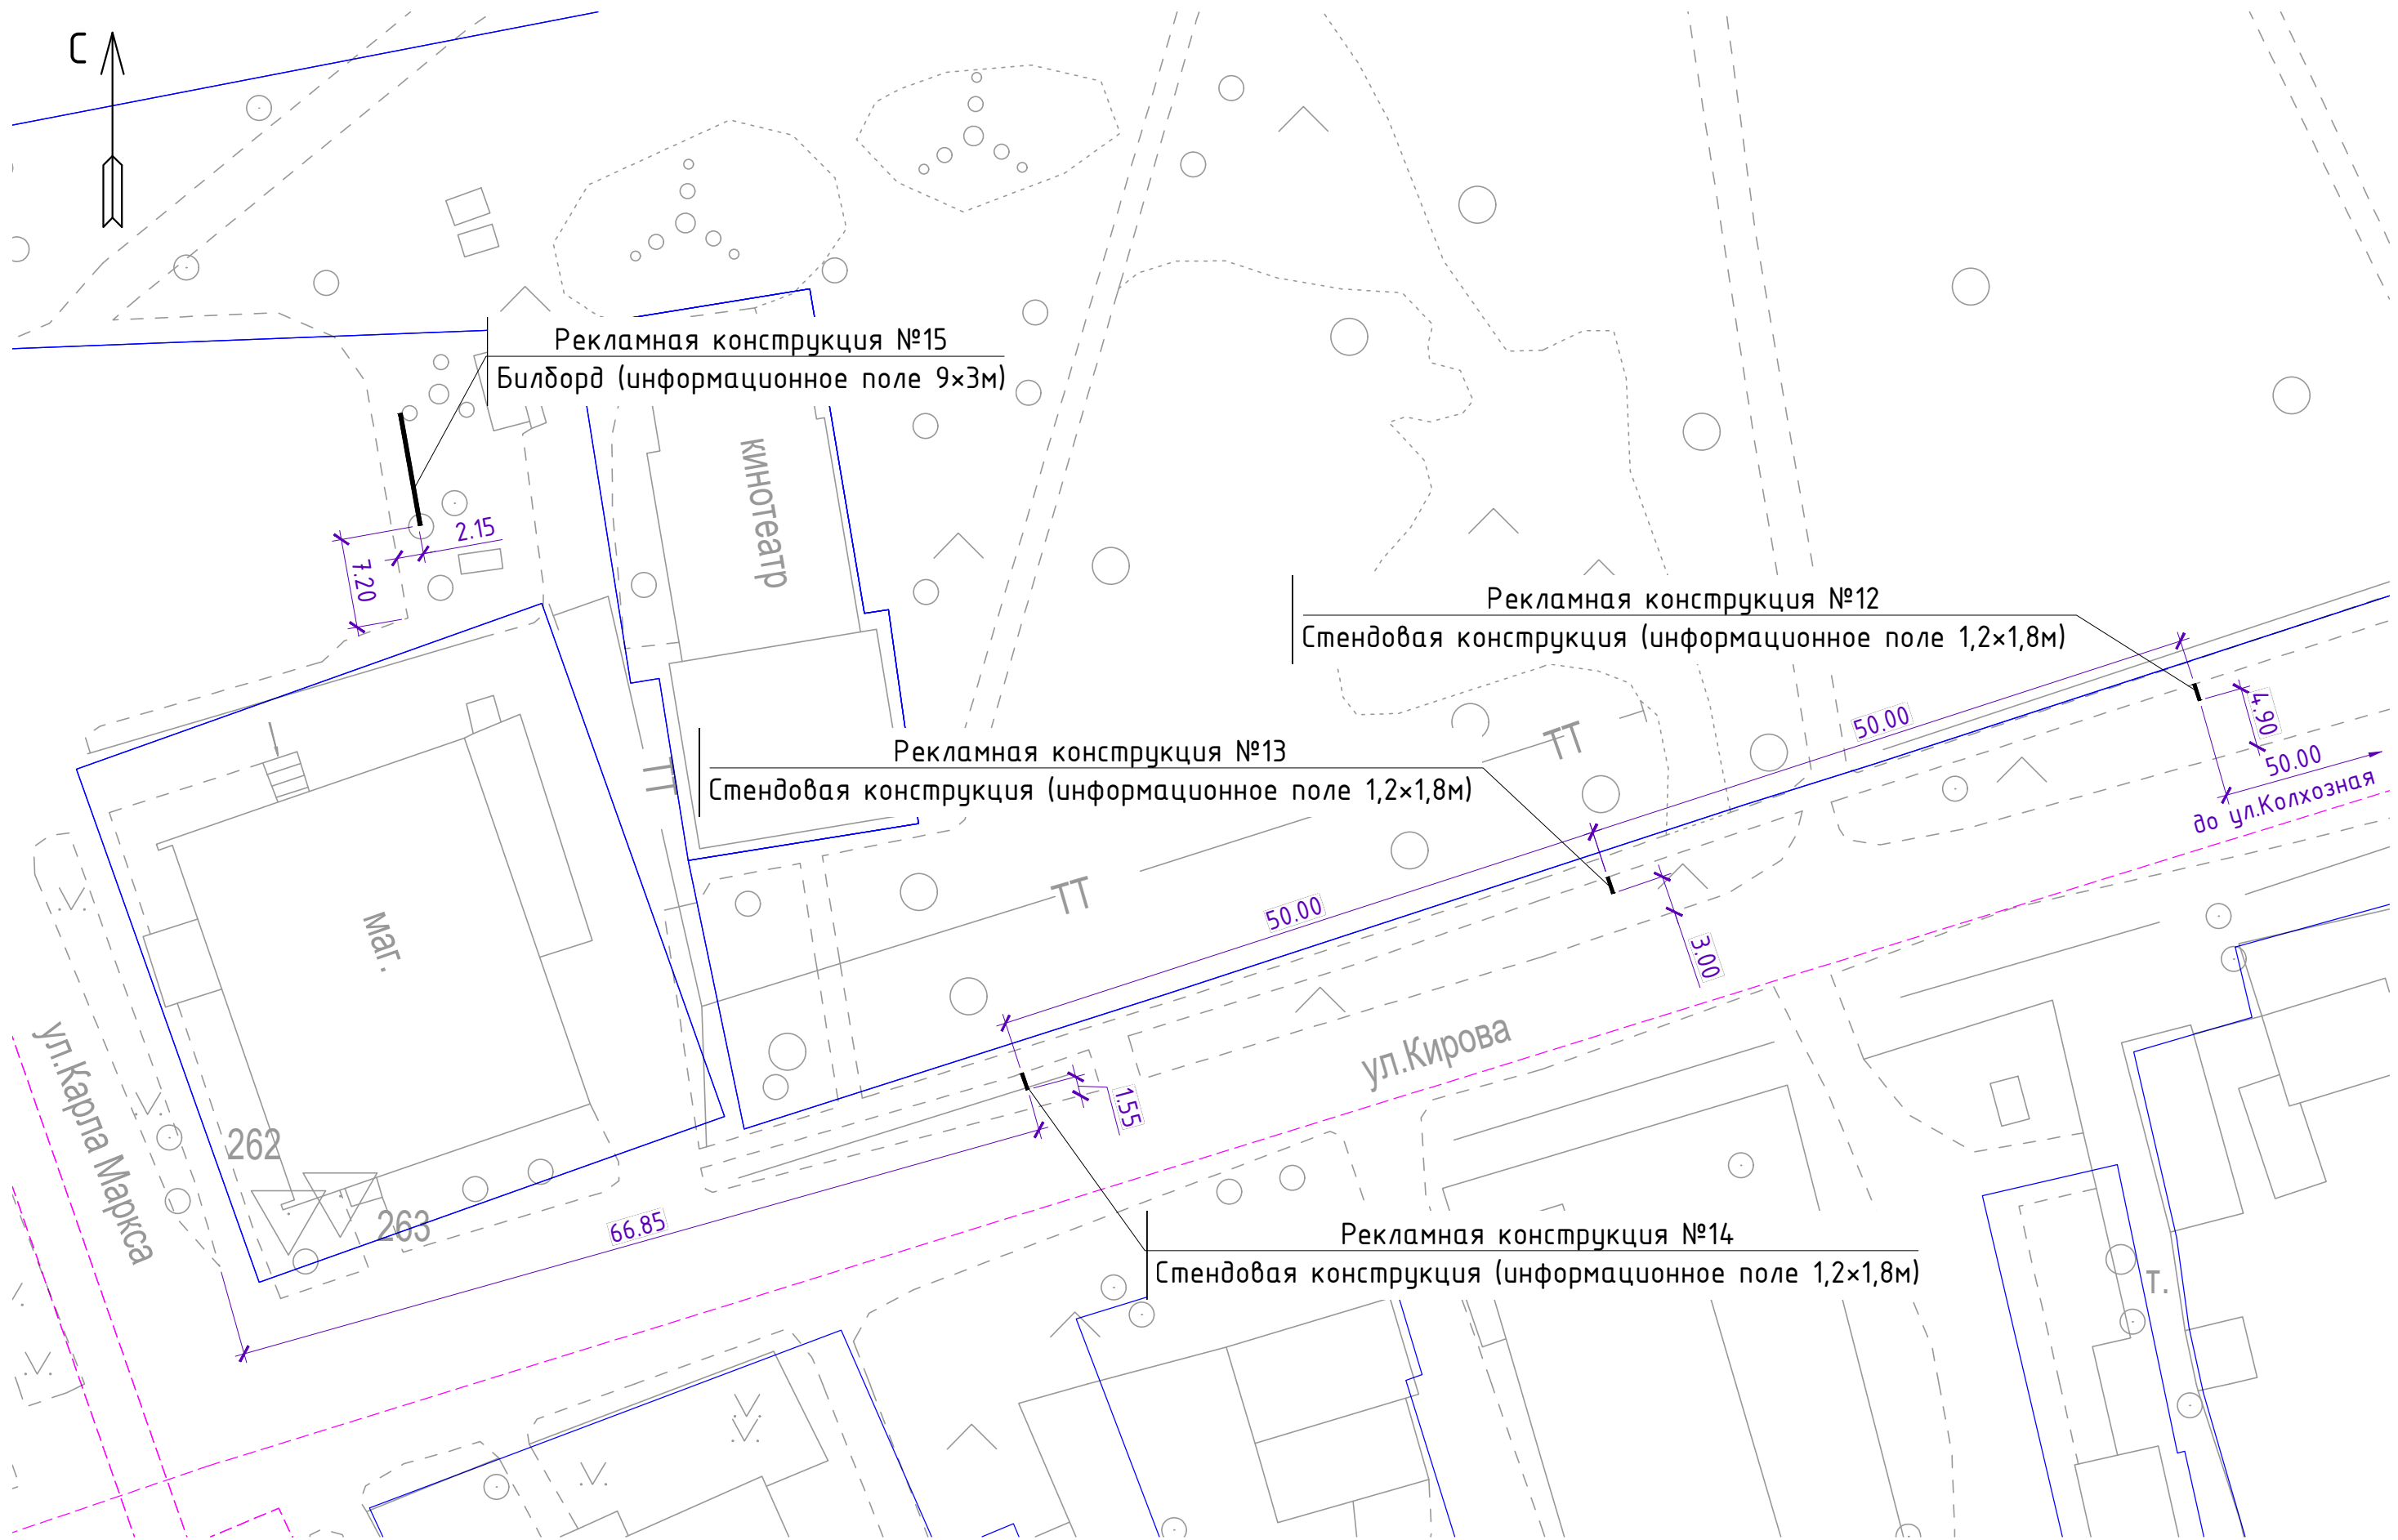 С
Рекламная конструкция №15
Билборд (информационное поле 9×3м)
кинотеатр
2.15
7.20
Рекламная конструкция №12
Стендовая конструкция (информационное поле 1,2×1,8м)
4.90
50.00
50.00
до ул.Колхозная
ТТ
Рекламная конструкция №13
Стендовая конструкция (информационное поле 1,2×1,8м)
ТТ
ТТ
50.00
3.00
маг.
ул.Карла Маркса
ул.Кирова
1.55
262
263
66.85
Рекламная конструкция №14
Стендовая конструкция (информационное поле 1,2×1,8м)
Т.